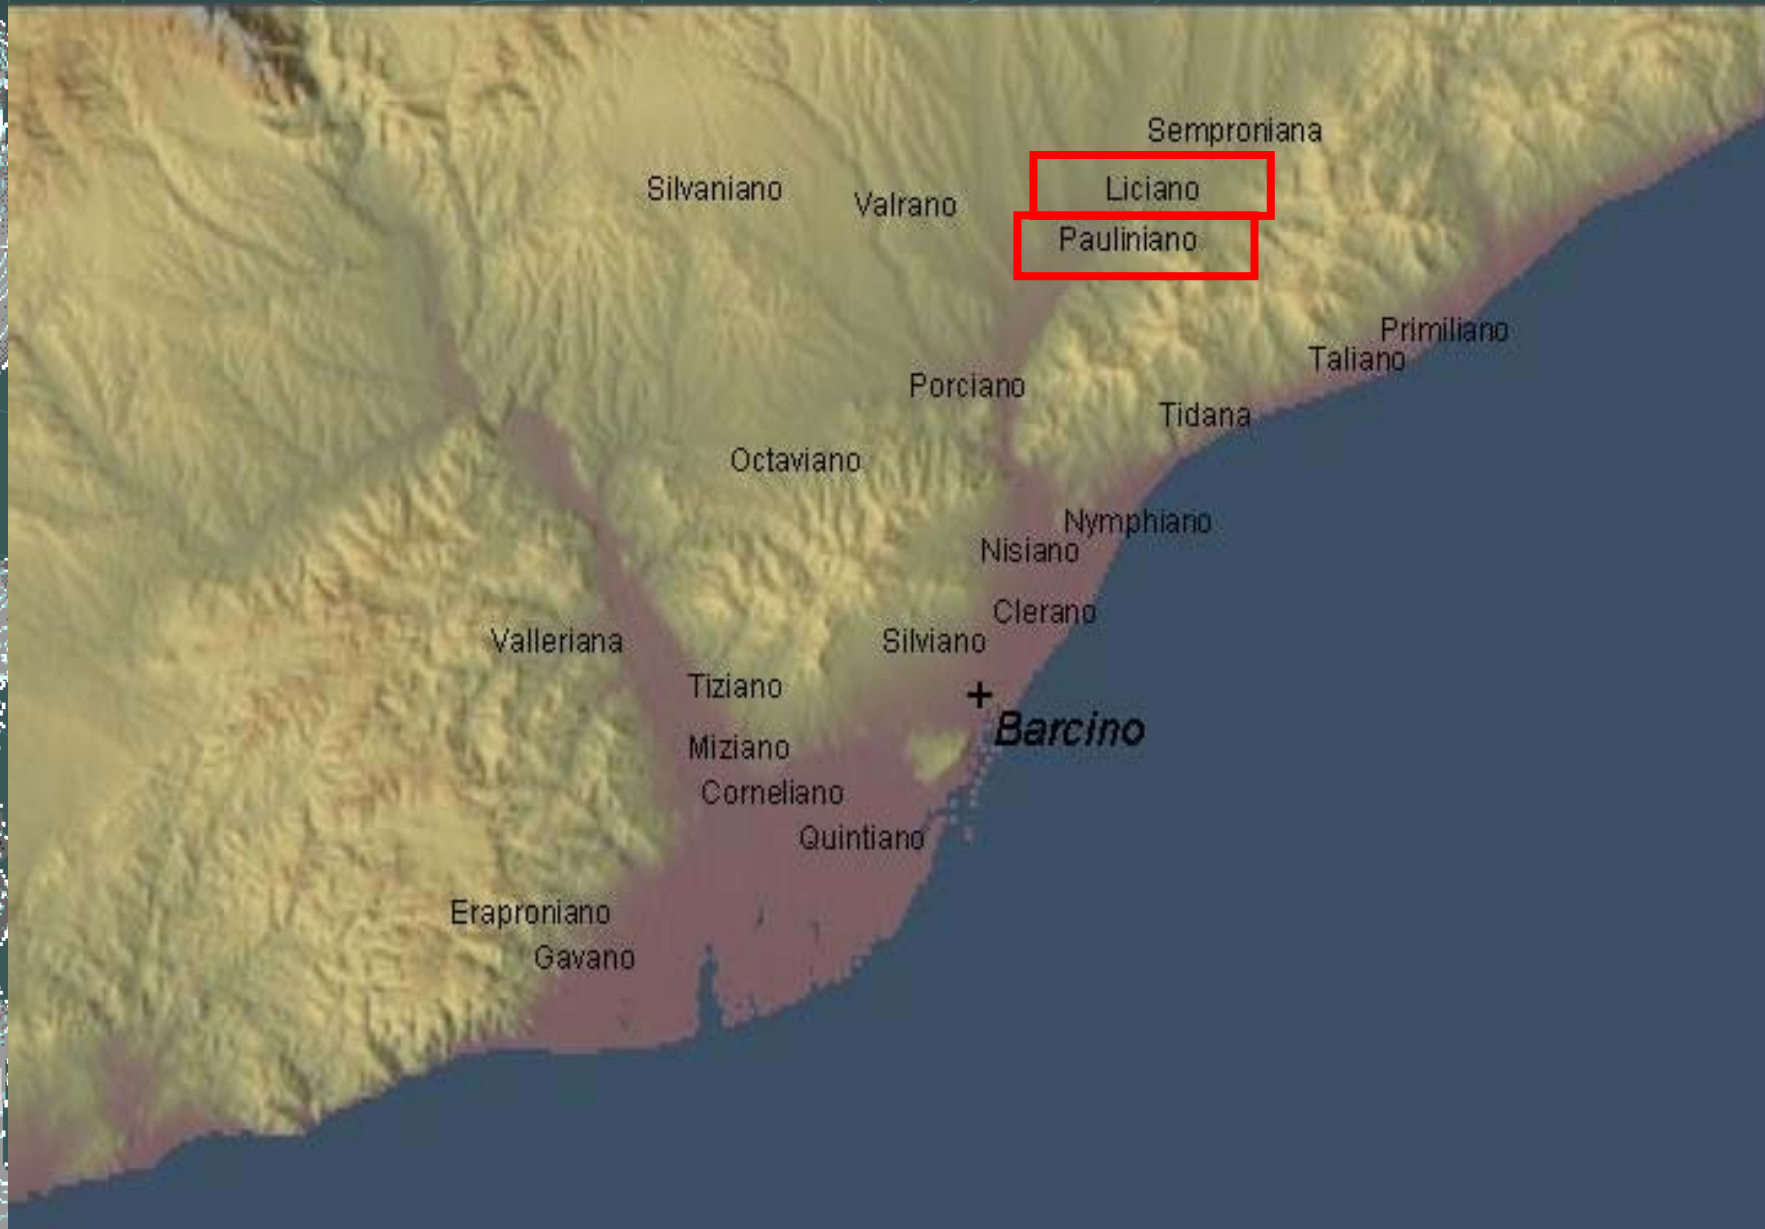 Semproniana
Silvaniano
Liciano
Valrano
Pauliniano
Primiliano
Taliano
Porciano
Tidana
Octaviano
Nymphiano
Nisiano
Clerano
Valleriana
Silviano
Tiziano
Barcino
Miziano
Corneliano
Quintiano
Eraproniano
Gavano